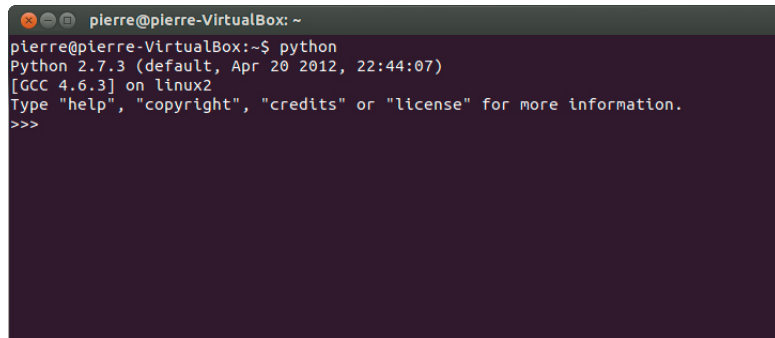 pierre@pierre-VirtualBox: ~
pierre@pierre-VirtualBox:~$ python
Python 2.7.3 (default, Apr 20 2012, 22:44:07)
[GCC 4.6.3] on linux2
Type "help", "copyright", "credits" or "license" for more information.
>>>